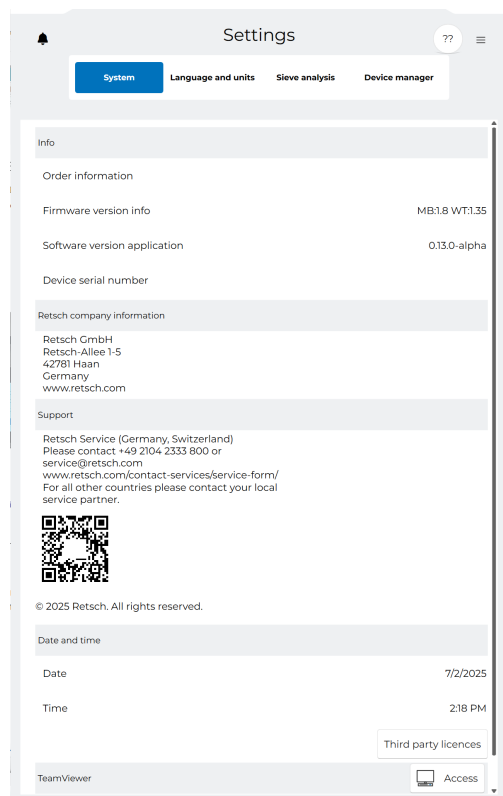 Settings
??
System
Language and units
Sieve analysis
Device manager
Info
Order information
Firmware version info
MB:1.8 WT:1.35
Software version application
0.13.0-alpha
Device serial number
Retsch company information
Retsch GmbH
Retsch-Allee 1-5
42781 Haan
Germany
www.retsch.com
Support
Retsch Service (Germany, Switzerland)
Please contact +49 2104 2333 800 or
service@retsch.com
www.retsch.com/contact-services/service-form/
For all other countries please contact your local
service partner.
© 2025 Retsch. All rights reserved.
Date and time
Date
7/2/2025
Time
2:18 PM
Third party licences
TeamViewer
Access